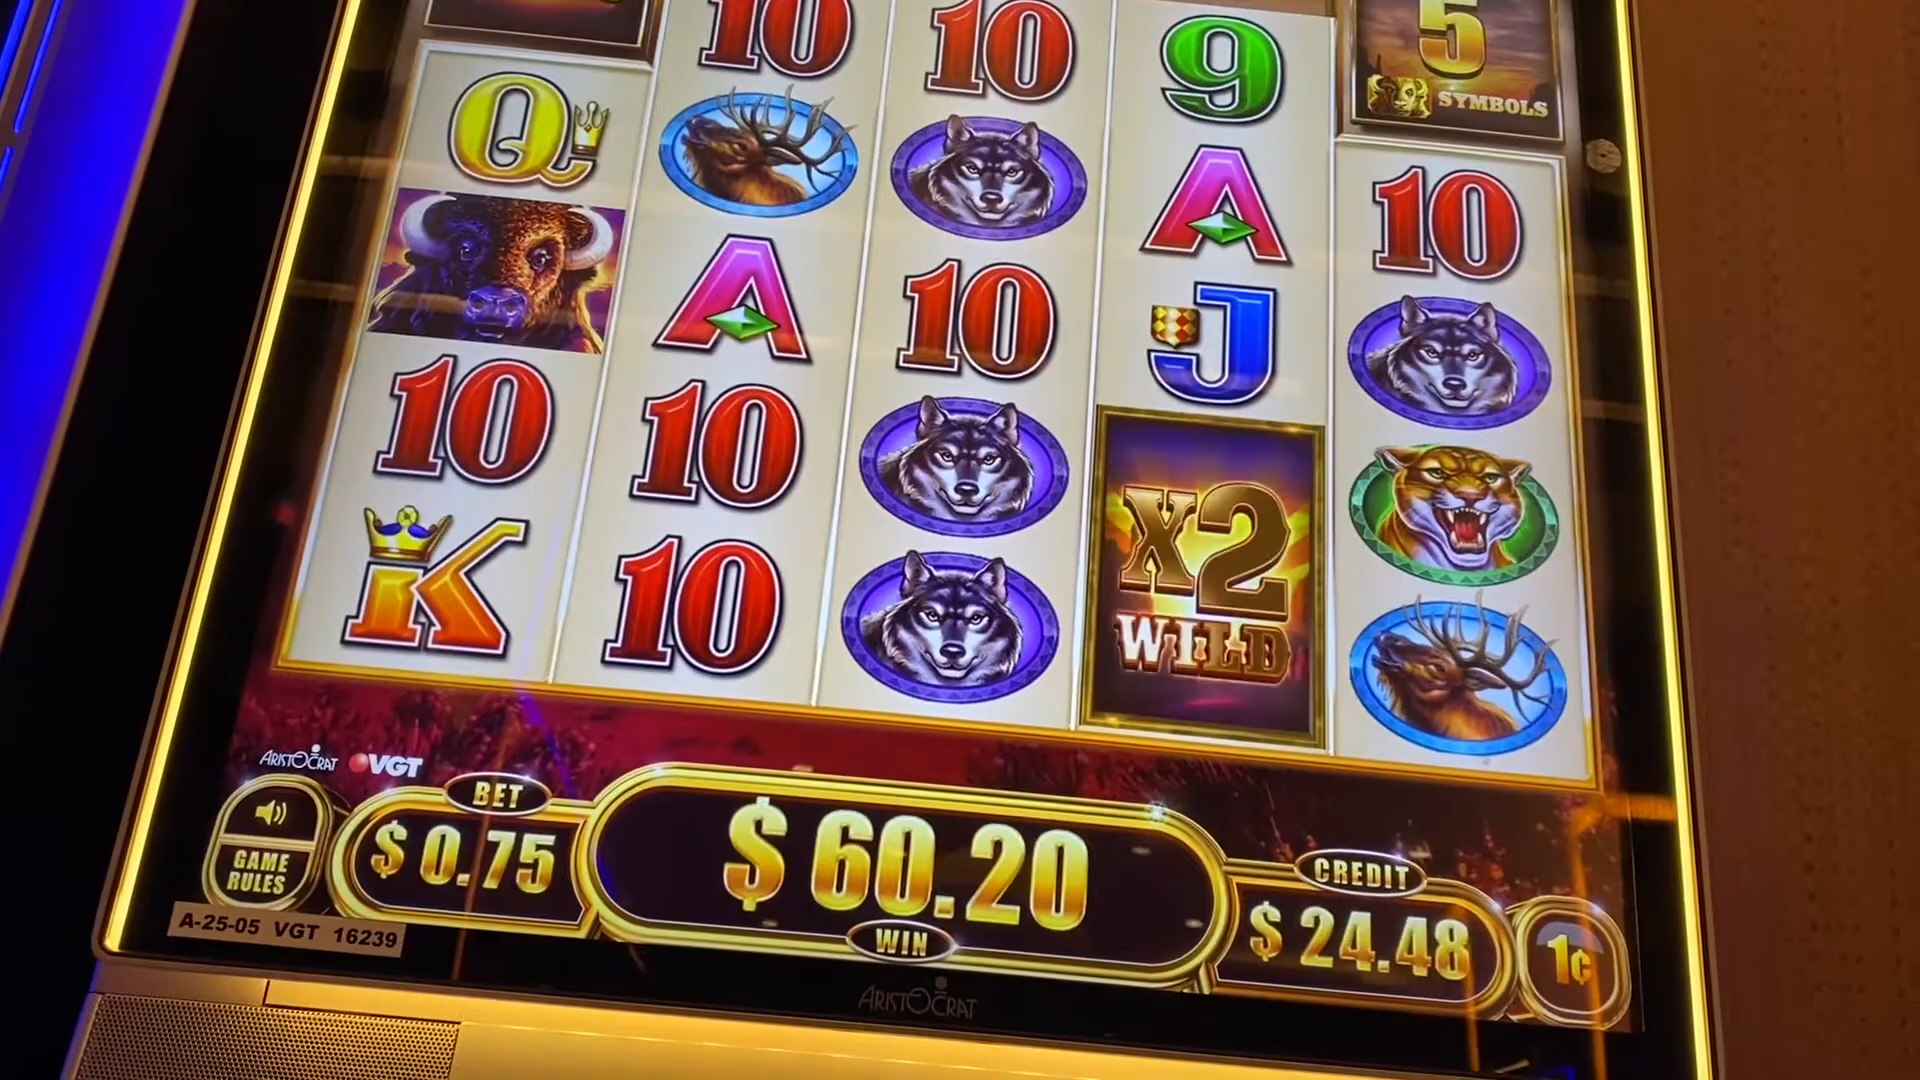 10
10
9
5
SYMBOLS
Q
A
10
A
10
J
10
10
X2
WILD
K
10
ARISTOCRAT VGT
GAME
RULES
BET
$ 0.75
$ 60.20
WIN
CREDIT
$ 24.48
1¢
A-25-05 VGT 16239
ARISTOCRAT